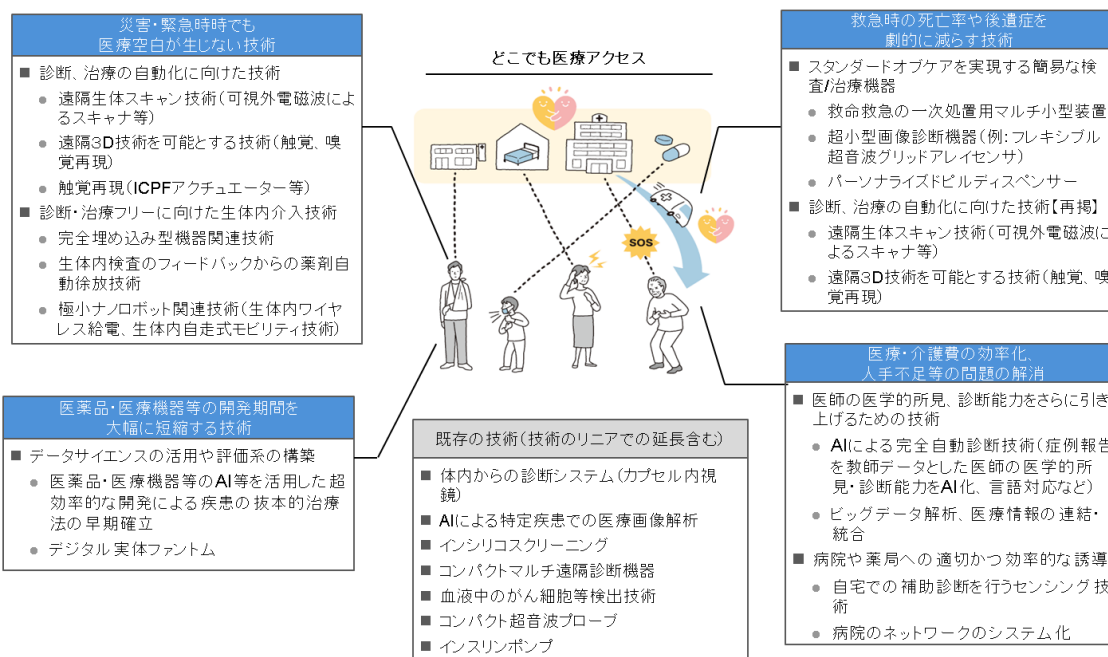 災害・緊急時時でも
医療空白が生じない技術
■ 診断、治療の自動化に向けた技術
● 遠隔生体スキャン技術(可視外電磁波によ
るスキャナ等)
● 遠隔3D技術を可能とする技術(触覚、嗅
覚再現)
● 触覚再現(ICPFアクチュエーター等)
■ 診断・治療フリーに向けた生体内介入技術
● 完全埋め込み型機器関連技術
● 生体内検査のフィードバックからの薬剤自
動徐放技術
● 極小ナノロボット関連技術(生体内ワイヤ
レス給電、生体内自走式モビリティ技術)
医薬品・医療機器等の開発期間を
大幅に短縮する技術
■ データサイエンスの活用や評価系の構築
● 医薬品・医療機器等のAI等を活用した超
効率的な開発による疾患の抜本的治療
法の早期確立
● デジタル実体ファントム
どこでも医療アクセス
SOS
既存の技術(技術のリニアでの延長含む)
■ 体内からの診断システム(カプセル内視
鏡)
■ AIによる特定疾患での医療画像解析
■ インシリコスクリーニング
■ コンパクトマルチ遠隔診断機器
■ 血液中のがん細胞等検出技術
■ コンパクト超音波プローブ
■ インスリンポンプ
救急時の死亡率や後遺症を
劇的に減らす技術
■ スタンダードオブケアを実現する簡易な検
査/治療機器
● 救命救急の一次処置用マルチ小型装置
● 超小型画像診断機器(例:フレキシブル
超音波グリッドアレイセンサ)
● パーソナライズドピルディスペンサー
■ 診断、治療の自動化に向けた技術【再掲】
● 遠隔生体スキャン技術(可視外電磁波に
よるスキャナ等)
● 遠隔3D技術を可能とする技術(触覚、嗅
覚再現)
医療・介護費の効率化、
人手不足等の問題の解消
■ 医師の医学的所見、診断能力をさらに引き
上げるための技術
● AIによる完全自動診断技術(症例報告
を教師データとした医師の医学的所
見・診断能力をAI化、言語対応など)
● ビッグデータ解析、医療情報の連結・
統合
■ 病院や薬局への適切かつ効率的な誘導
● 自宅での補助診断を行うセンシング技
術
● 病院のネットワークのシステム化